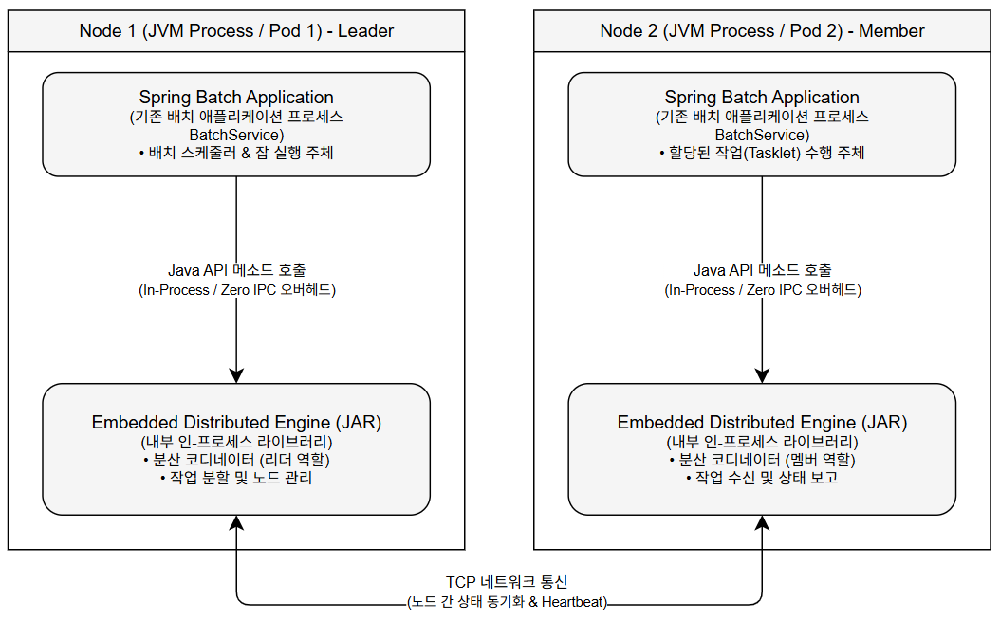 Node 1 (JVM Process / Pod 1) - Leader
Spring Batch Application
(기존 배치 애플리케이션 프로세스
BatchService)
• 배치 스케줄러 & 잡 실행 주체
Java API 메소드 호출
(In-Process / Zero IPC 오버헤드)
Embedded Distributed Engine (JAR)
(내부 인-프로세스 라이브러리)
• 분산 코디네이터 (리더 역할)
• 작업 분할 및 노드 관리
Node 2 (JVM Process / Pod 2) - Member
Spring Batch Application
(기존 배치 애플리케이션 프로세스
BatchService)
• 할당된 작업(Tasklet) 수행 주체
Java API 메소드 호출
(In-Process / Zero IPC 오버헤드)
Embedded Distributed Engine (JAR)
(내부 인-프로세스 라이브러리)
• 분산 코디네이터 (멤버 역할)
• 작업 수신 및 상태 보고
TCP 네트워크 통신
(노드 간 상태 동기화 & Heartbeat)